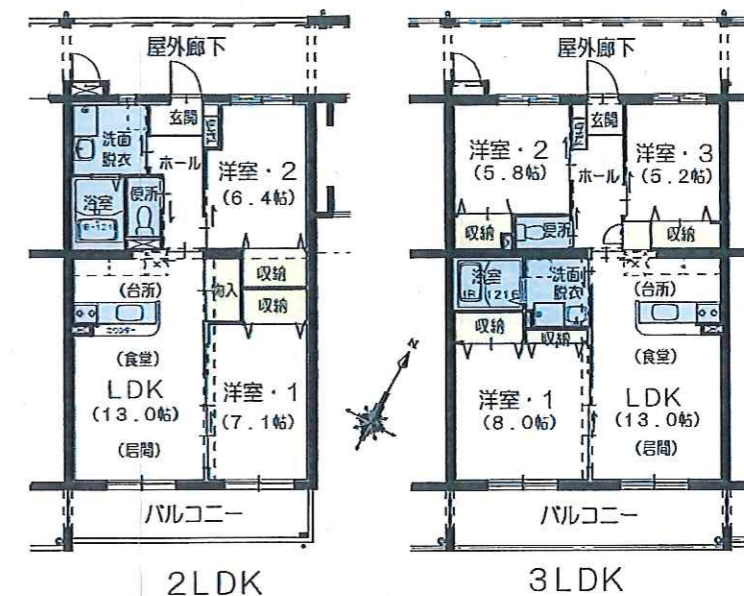 屋外廊下
玄関
洗面
脱衣
ホール
洋室・2
(6.4帖)
浴室
便所
収納
物入
収納
(台所)
カウンター
(食堂)
LDK
(13.0帖)
(居間)
洋室・1
(7.1帖)
バルコニー
2LDK
N
屋外廊下
玄関
洋室・2
(5.8帖)
ホール
洋室・3
(5.2帖)
収納
便所
収納
浴室
洗面
脱衣
(台所)
収納
収納
(食堂)
洋室・1
(8.0帖)
LDK
(13.0帖)
(居間)
バルコニー
3LDK